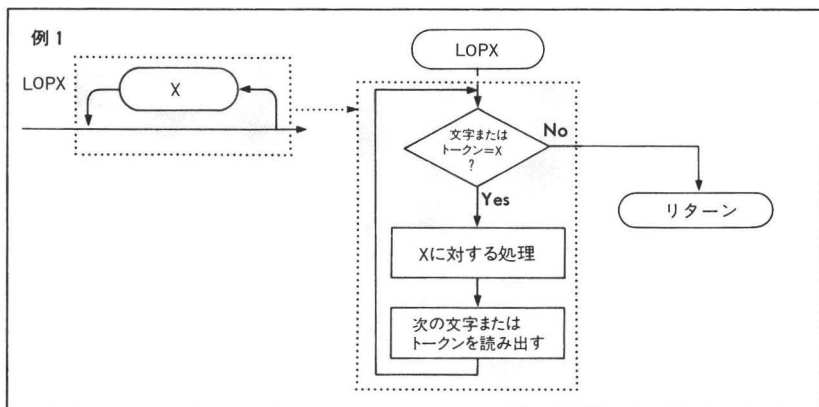 例1
LOPX
X
LOPX
文字または
トークン=X
?
No
Yes
リターン
Xに対する処理
次の文字または
トークンを読み出す